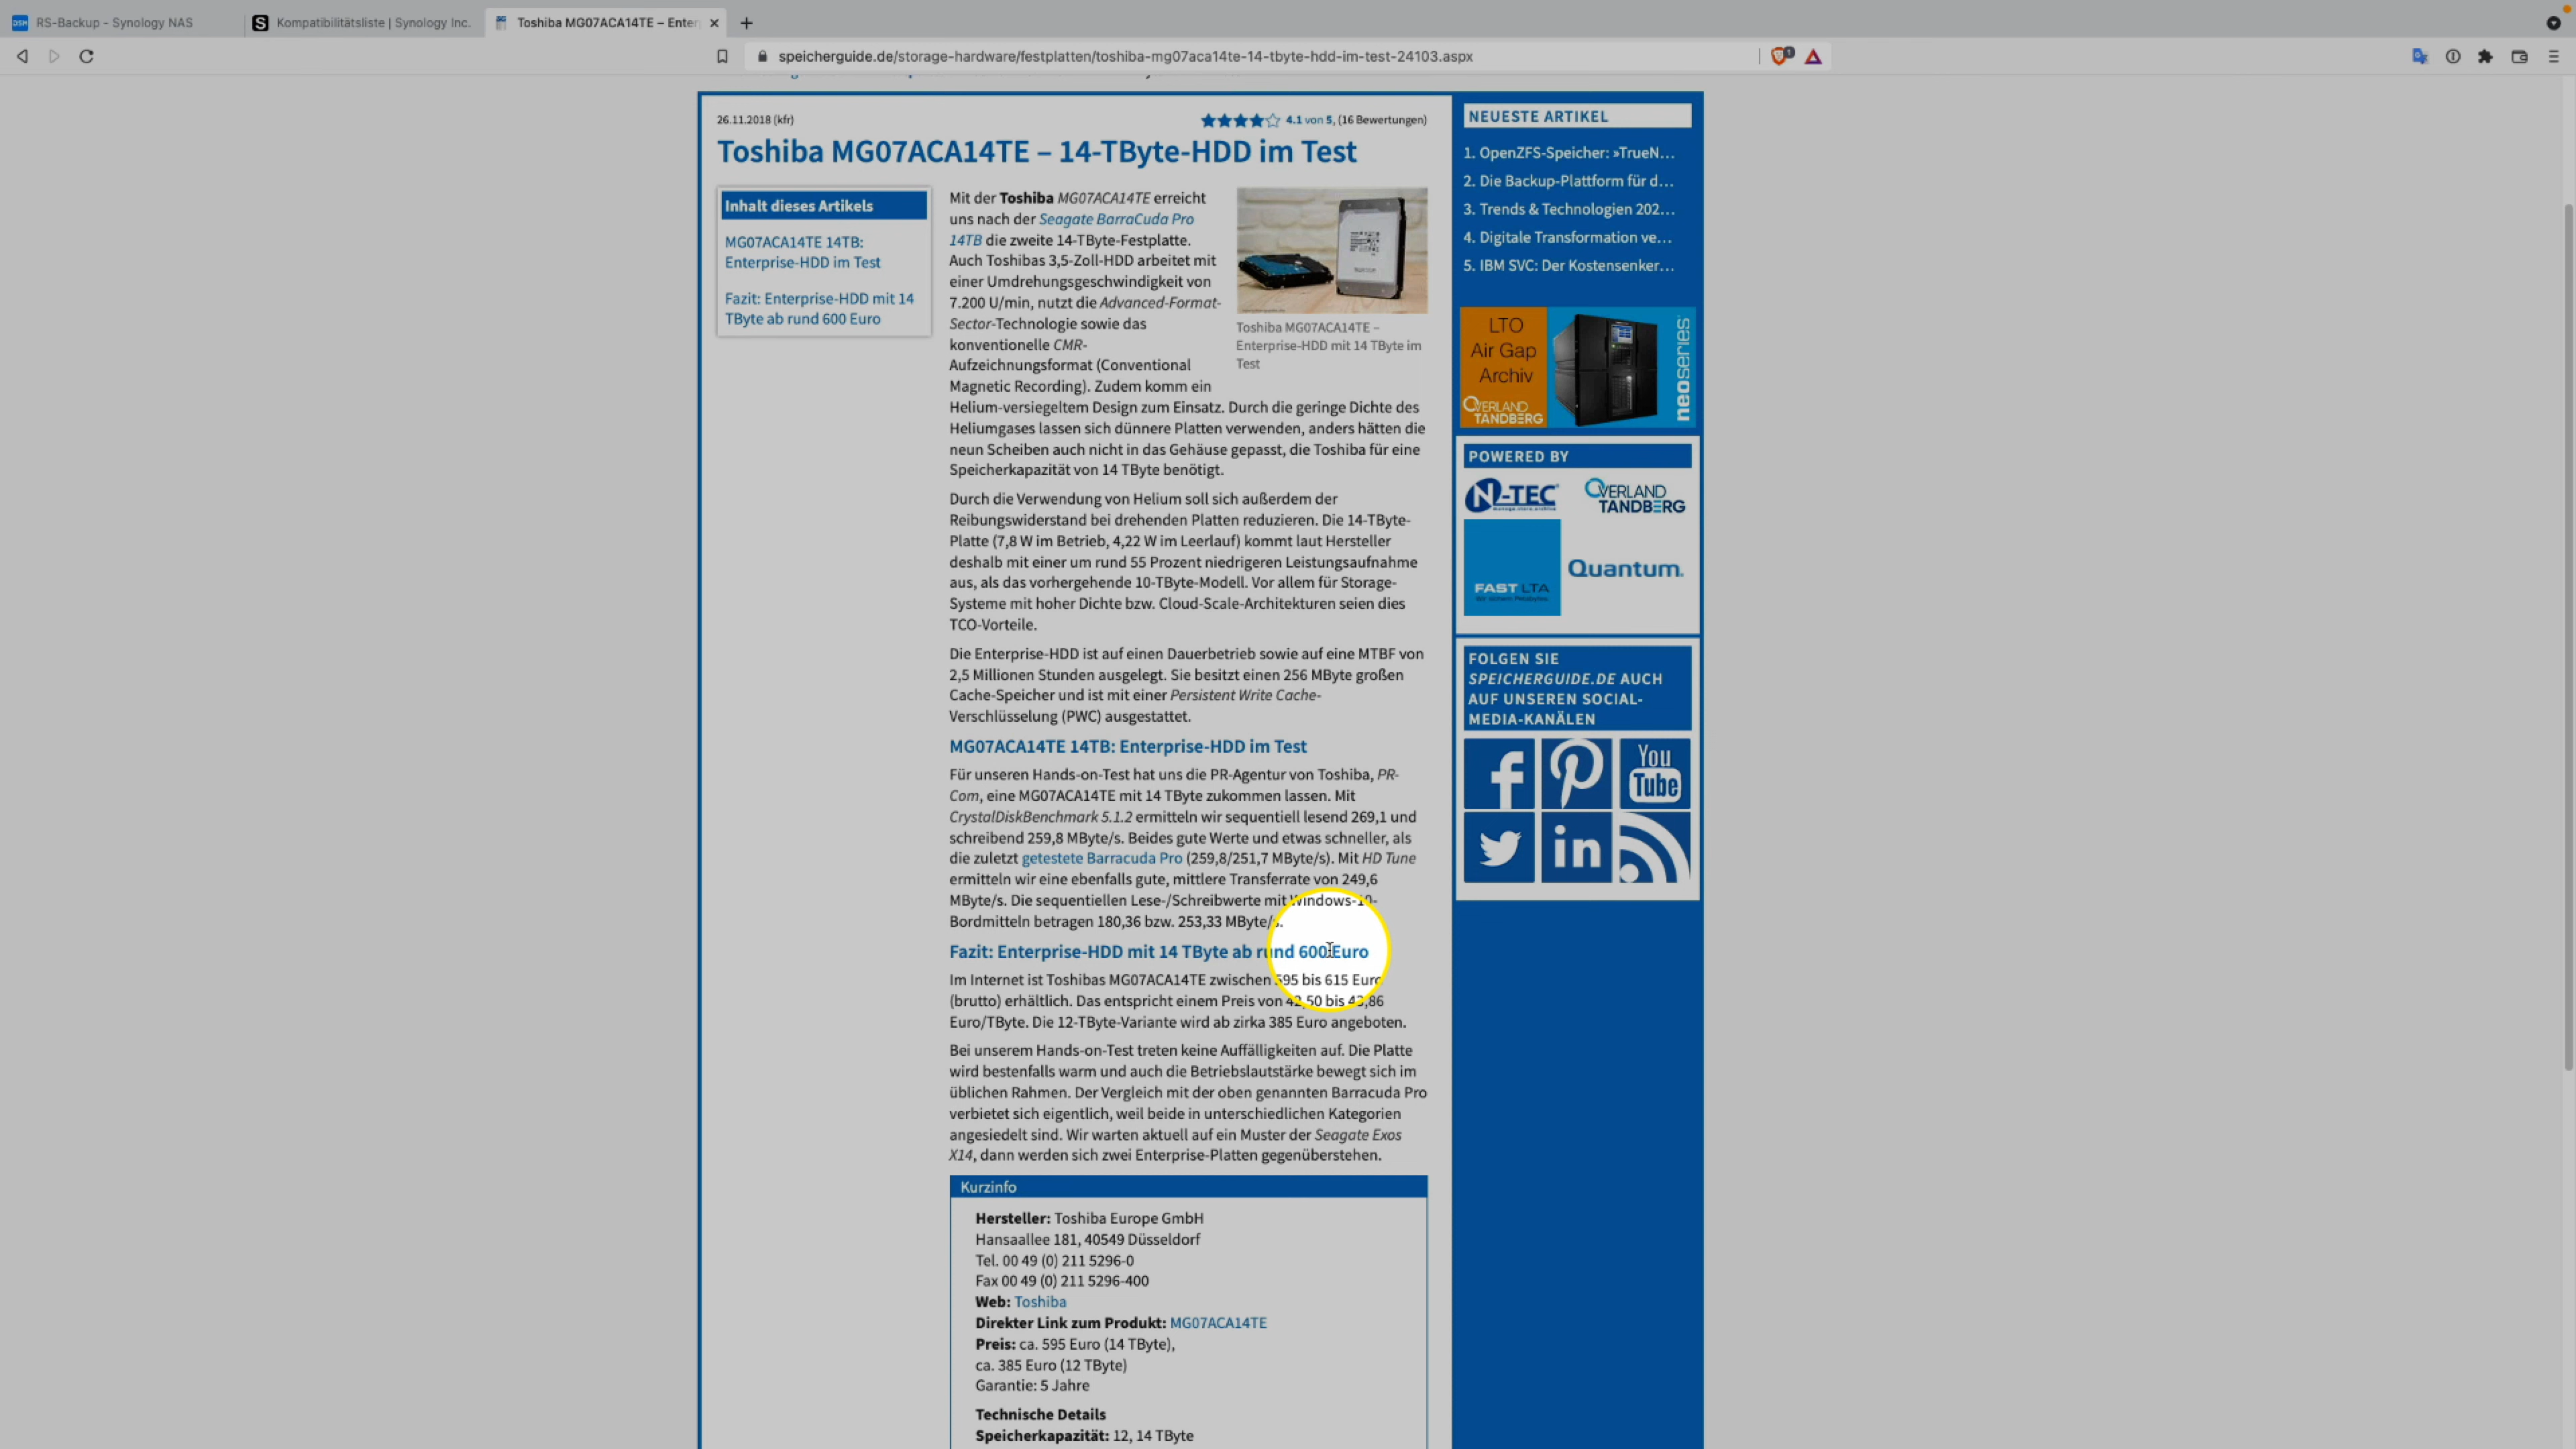 RS-Backup - Synology NAS
Kompatibilitätsliste | Synology Inc.
Toshiba MG07ACA14TE – Enter
speicherguide.de/storage-hardware/festplatten/toshiba-mg07aca14te-14-tbyte-hdd-im-test-24103.aspx
26.11.2018 (kfr)
4.1 von 5, (16 Bewertungen)
Toshiba MG07ACA14TE – 14-TByte-HDD im Test
Inhalt dieses Artikels
MG07ACA14TE 14TB:
Enterprise-HDD im Test
Fazit: Enterprise-HDD mit 14
TByte ab rund 600 Euro
Mit der Toshiba MG07ACA14TE erreicht
uns nach der Seagate BarraCuda Pro
14TB die zweite 14-TByte-Festplatte.
Auch Toshibas 3,5-Zoll-HDD arbeitet mit
einer Umdrehungsgeschwindigkeit von
7.200 U/min, nutzt die Advanced-Format-
Sector-Technologie sowie das
konventionelle CMR-
Aufzeichnungsformat (Conventional
Magnetic Recording). Zudem komm ein
Helium-versiegeltem Design zum Einsatz. Durch die geringe Dichte des
Heliumgases lassen sich dünnere Platten verwenden, anders hätten die
neun Scheiben auch nicht in das Gehäuse gepasst, die Toshiba für eine
Speicherkapazität von 14 TByte benötigt.
Toshiba MG07ACA14TE –
Enterprise-HDD mit 14 TByte im
Test
Durch die Verwendung von Helium soll sich außerdem der
Reibungswiderstand bei drehenden Platten reduzieren. Die 14-TByte-
Platte (7,8 W im Betrieb, 4,22 W im Leerlauf) kommt laut Hersteller
deshalb mit einer um rund 55 Prozent niedrigeren Leistungsaufnahme
aus, als das vorhergehende 10-TByte-Modell. Vor allem für Storage-
Systeme mit hoher Dichte bzw. Cloud-Scale-Architekturen seien dies
TCO-Vorteile.
Die Enterprise-HDD ist auf einen Dauerbetrieb sowie auf eine MTBF von
2,5 Millionen Stunden ausgelegt. Sie besitzt einen 256 MByte großen
Cache-Speicher und ist mit einer Persistent Write Cache-
Verschlüsselung (PWC) ausgestattet.
MG07ACA14TE 14TB: Enterprise-HDD im Test
Für unseren Hands-on-Test hat uns die PR-Agentur von Toshiba, PR-
Com, eine MG07ACA14TE mit 14 TByte zukommen lassen. Mit
CrystalDiskBenchmark 5.1.2 ermitteln wir sequentiell lesend 269,1 und
schreibend 259,8 MByte/s. Beides gute Werte und etwas schneller, als
die zuletzt getestete Barracuda Pro (259,8/251,7 MByte/s). Mit HD Tune
ermitteln wir eine ebenfalls gute, mittlere Transferrate von 249,6
MByte/s. Die sequentiellen Lese-/Schreibwerte mit Windows-10-
Bordmitteln betragen 180,36 bzw. 253,33 MByte/s.
Fazit: Enterprise-HDD mit 14 TByte ab rund 600 Euro
Im Internet ist Toshibas MG07ACA14TE zwischen 595 bis 615 Euro
(brutto) erhältlich. Das entspricht einem Preis von 42,50 bis 43,86
Euro/TByte. Die 12-TByte-Variante wird ab zirka 385 Euro angeboten.
Bei unserem Hands-on-Test treten keine Auffälligkeiten auf. Die Platte
wird bestenfalls warm und auch die Betriebslautstärke bewegt sich im
üblichen Rahmen. Der Vergleich mit der oben genannten Barracuda Pro
verbietet sich eigentlich, weil beide in unterschiedlichen Kategorien
angesiedelt sind. Wir warten aktuell auf ein Muster der Seagate Exos
X14, dann werden sich zwei Enterprise-Platten gegenüberstehen.
Kurzinfo
Hersteller: Toshiba Europe GmbH
Hansaallee 181, 40549 Düsseldorf
Tel. 00 49 (0) 211 5296-0
Fax 00 49 (0) 211 5296-400
Web: Toshiba
Direkter Link zum Produkt: MG07ACA14TE
Preis: ca. 595 Euro (14 TByte),
ca. 385 Euro (12 TByte)
Garantie: 5 Jahre
Technische Details
Speicherkapazität: 12, 14 TByte
NEUESTE ARTIKEL
1. OpenZFS-Speicher: »TrueN...
2. Die Backup-Plattform für d...
3. Trends & Technologien 202...
4. Digitale Transformation ve...
5. IBM SVC: Der Kostensenker...
LTO
Air Gap
Archiv
OVERLAND
TANDBERG
neoseries
POWERED BY
N-TEC
OVERLAND
TANDBERG
FAST LTA
Quantum.
FOLGEN SIE
SPEICHERGUIDE.DE AUCH
AUF UNSEREN SOCIAL-
MEDIA-KANÄLEN
You
Tube
in